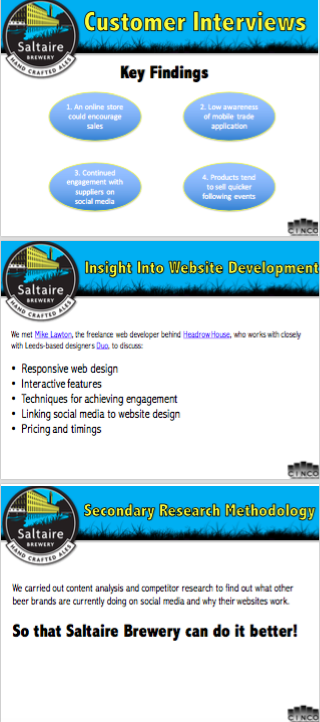 Saltaire
BREWERY
HAND CRAFTED ALES
Customer Interviews
Key Findings
1. An online store
could encourage
sales
2. Low awareness
of mobile trade
application
3. Continued
engagement with
suppliers on
social media
4. Products tend
to sell quicker
following events
CINCO
Saltaire
BREWERY
HAND CRAFTED ALES
Insight Into Website Development
We met Mike Lawton, the freelance web developer behind Headrow House, who works with closely
with Leeds-based designers Duo, to discuss:
• Responsive web design
• Interactive features
• Techniques for achieving engagement
• Linking social media to website design
• Pricing and timings
CINCO
Saltaire
BREWERY
HAND CRAFTED ALES
Secondary Research Methodology
We carried out content analysis and competitor research to find out what other
beer brands are currently doing on social media and why their websites work.
So that Saltaire Brewery can do it better!
CINCO